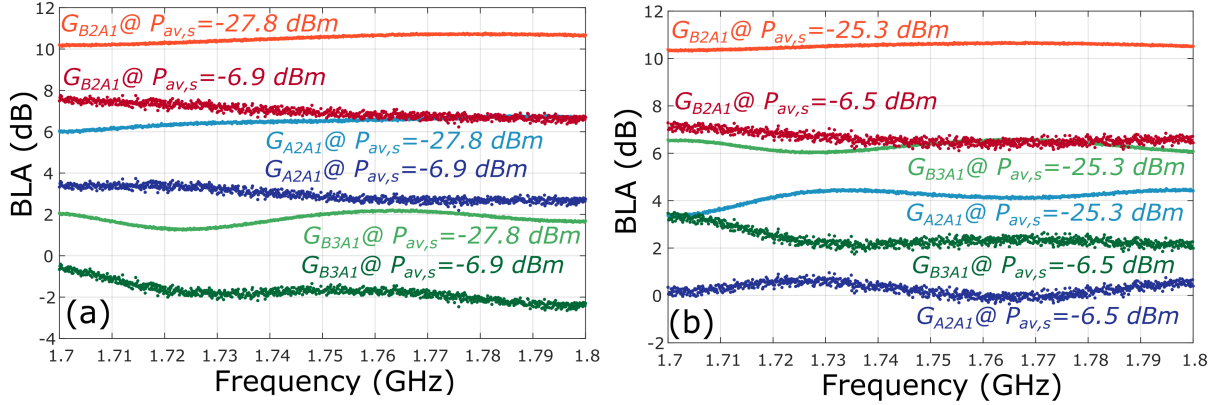 12
10
8
6
4
2
0
-2
-4
BLA (dB)
G_B2A1@ P_av,s=-27.8 dBm
G_B2A1@ P_av,s=-6.9 dBm
G_A2A1@ P_av,s=-27.8 dBm
G_A2A1@ P_av,s=-6.9 dBm
G_B3A1@ P_av,s=-27.8 dBm
G_B3A1@ P_av,s=-6.9 dBm
(a)
1.7 1.71 1.72 1.73 1.74 1.75 1.76 1.77 1.78 1.79 1.8
Frequency (GHz)
12
10
8
6
4
2
0
-2
BLA (dB)
G_B2A1@ P_av,s=-25.3 dBm
G_B2A1@ P_av,s=-6.5 dBm
G_B3A1@ P_av,s=-25.3 dBm
G_A2A1@ P_av,s=-25.3 dBm
G_B3A1@ P_av,s=-6.5 dBm
G_A2A1@ P_av,s=-6.5 dBm
(b)
1.7 1.71 1.72 1.73 1.74 1.75 1.76 1.77 1.78 1.79 1.8
Frequency (GHz)